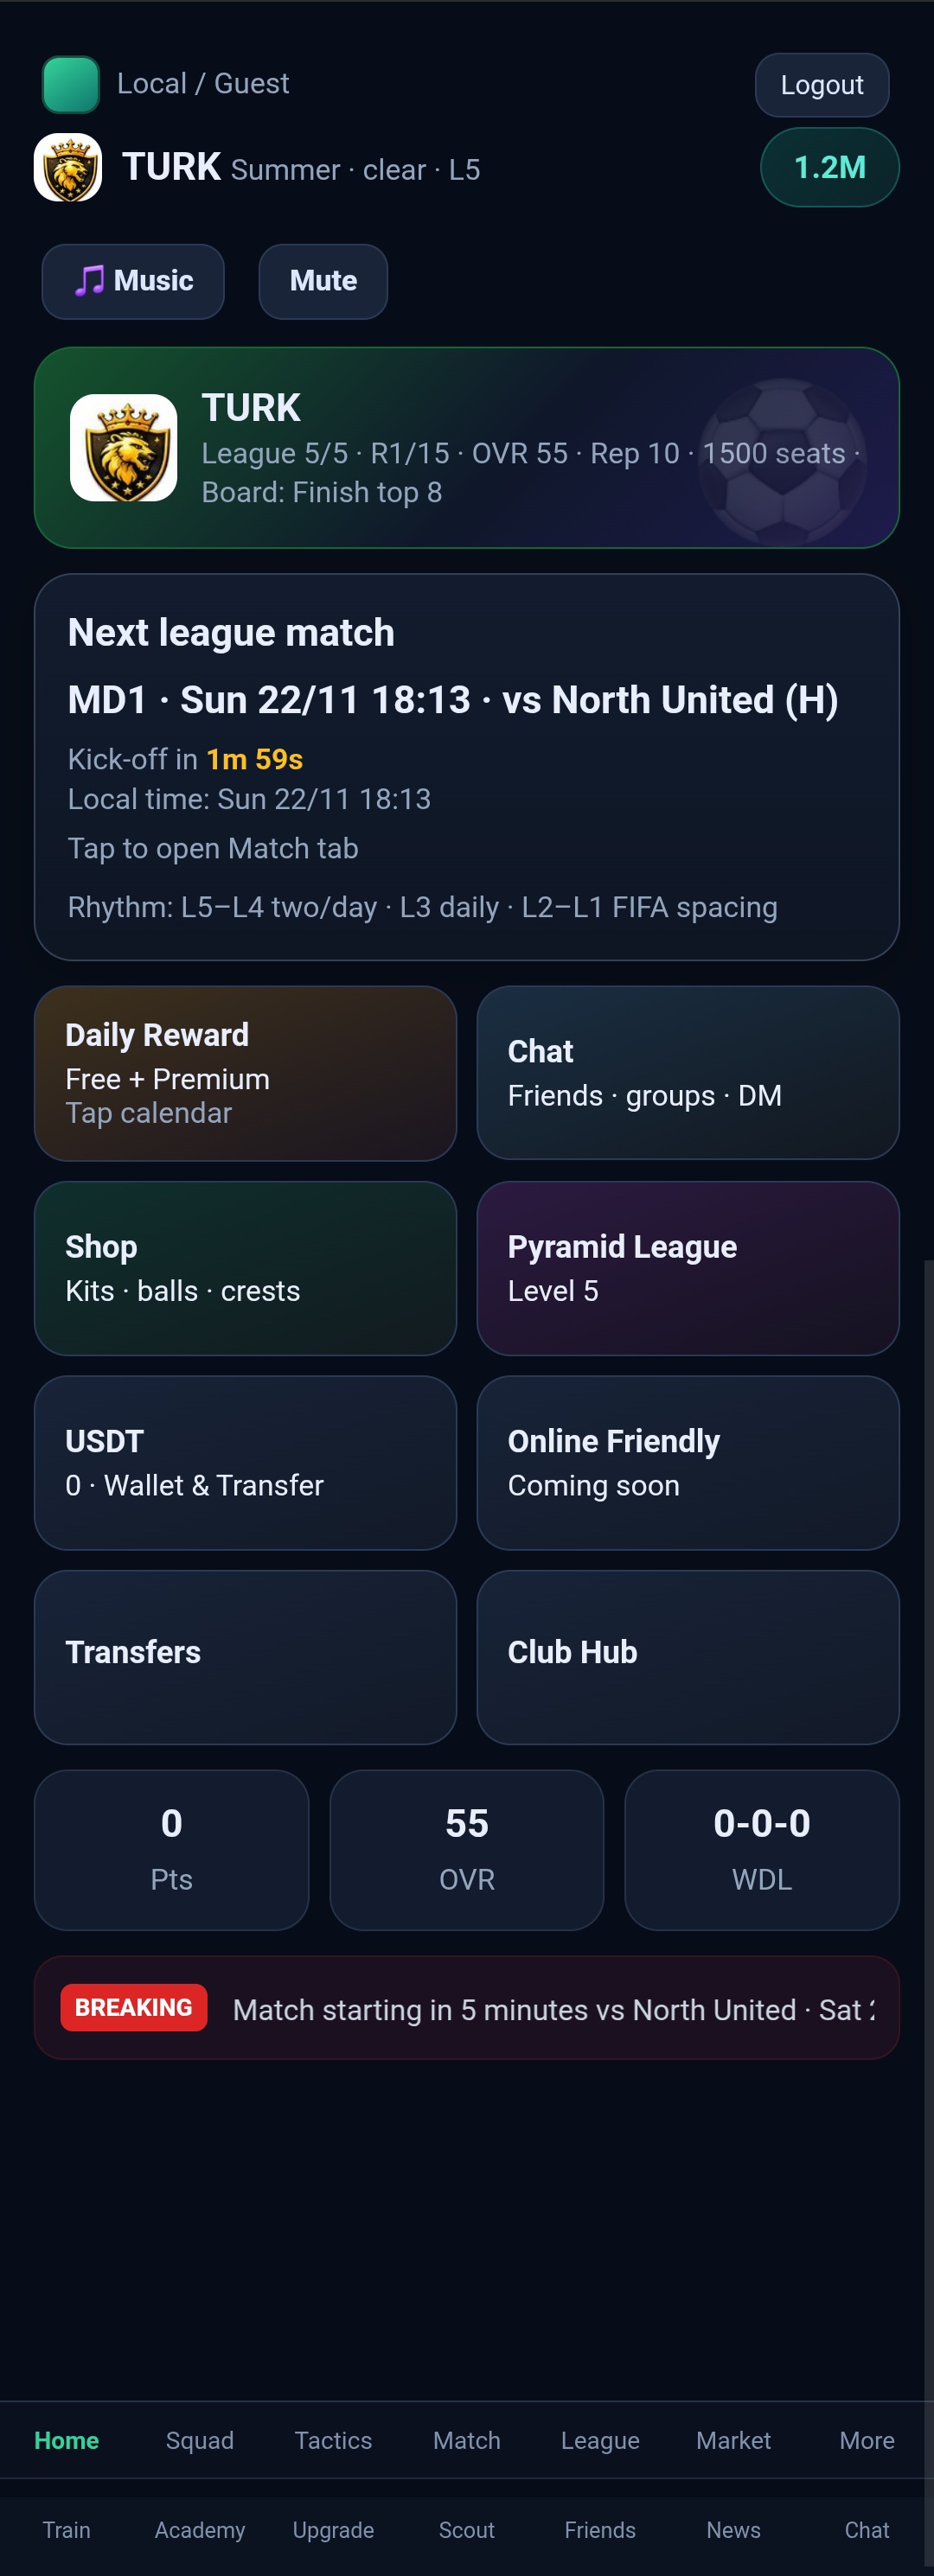 Local / Guest
Logout
TURK Summer · clear · L5
1.2M
🎵 Music
Mute
TURK
League 5/5 · R1/15 · OVR 55 · Rep 10 · 1500 seats ·
Board: Finish top 8
Next league match
MD1 · Sun 22/11 18:13 · vs North United (H)
Kick-off in 1m 59s
Local time: Sun 22/11 18:13
Tap to open Match tab
Rhythm: L5–L4 two/day · L3 daily · L2–L1 FIFA spacing
Daily Reward
Free + Premium
Tap calendar
Chat
Friends · groups · DM
Shop
Kits · balls · crests
Pyramid League
Level 5
USDT
0 · Wallet & Transfer
Online Friendly
Coming soon
Transfers
Club Hub
0
Pts
55
OVR
0-0-0
WDL
BREAKING
Match starting in 5 minutes vs North United · Sat
Home
Squad
Tactics
Match
League
Market
More
Train
Academy
Upgrade
Scout
Friends
News
Chat